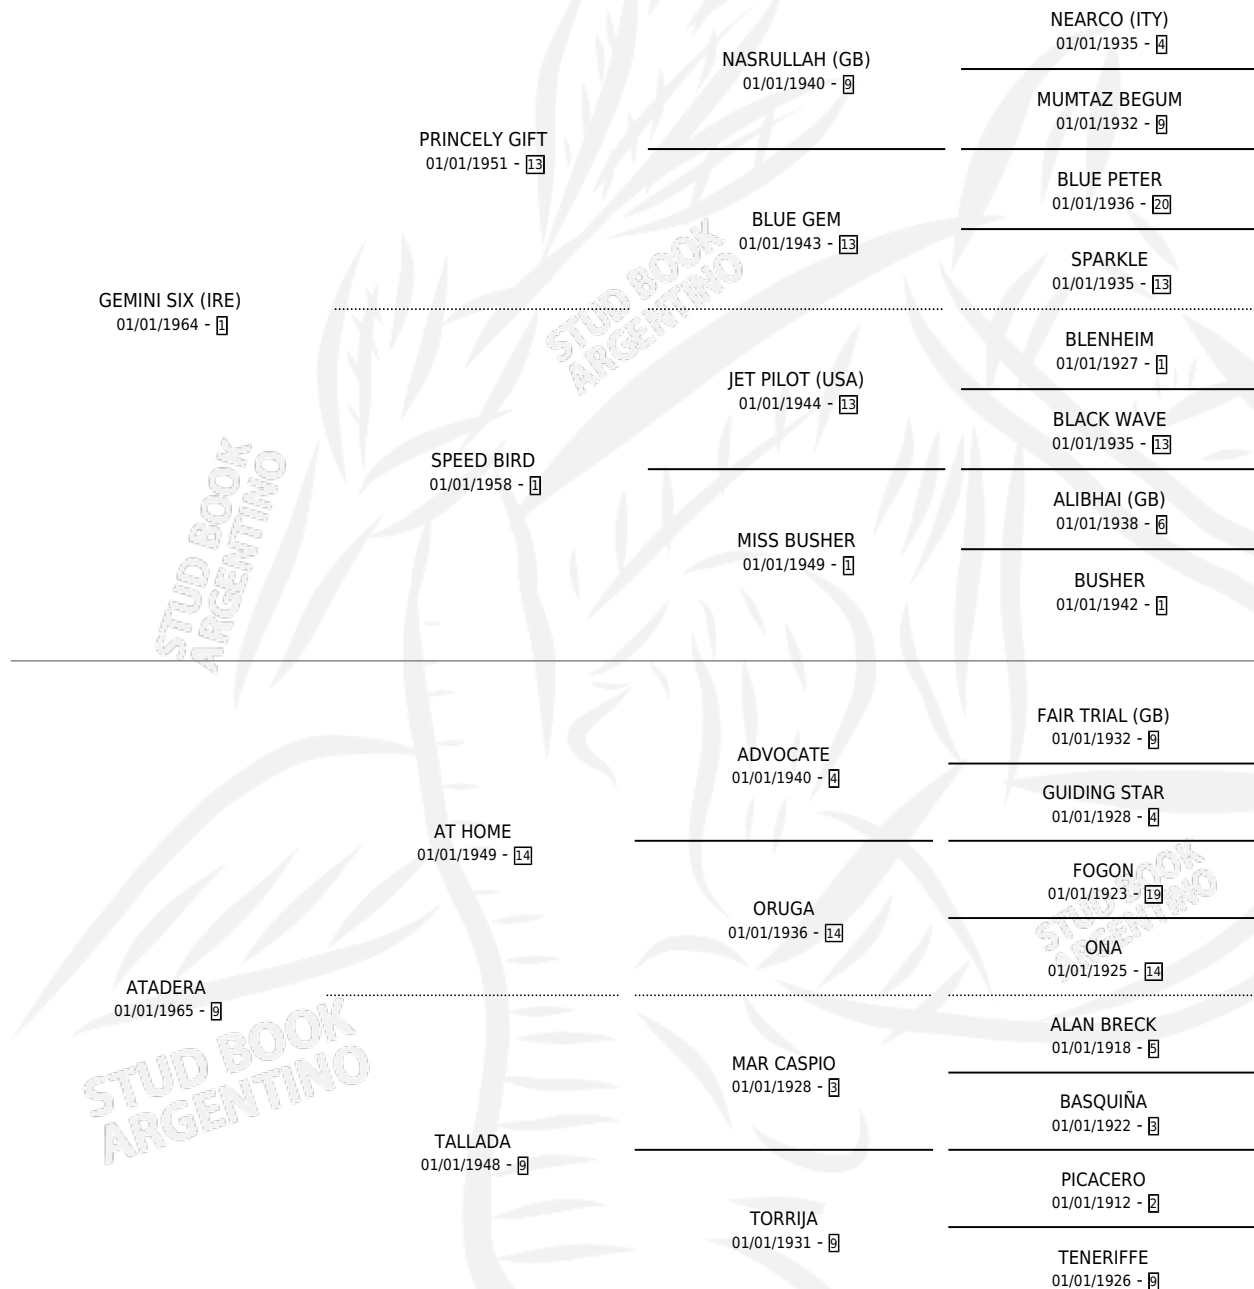 NEARCO (ITY)
01/01/1935 - 4
NASRULLAH (GB)
01/01/1940 - 9
MUMTAZ BEGUM
01/01/1932 - 9
PRINCELY GIFT
01/01/1951 - 13
BLUE PETER
01/01/1936 - 20
BLUE GEM
01/01/1943 - 13
SPARKLE
01/01/1935 - 13
GEMINI SIX (IRE)
01/01/1964 - 1
BLENHEIM
01/01/1927 - 1
JET PILOT (USA)
01/01/1944 - 13
BLACK WAVE
01/01/1935 - 13
SPEED BIRD
01/01/1958 - 1
ALIBHAI (GB)
01/01/1938 - 6
MISS BUSHER
01/01/1949 - 1
BUSHER
01/01/1942 - 1
FAIR TRIAL (GB)
01/01/1932 - 9
ADVOCATE
01/01/1940 - 4
GUIDING STAR
01/01/1928 - 4
AT HOME
01/01/1949 - 14
FOGON
01/01/1923 - 19
ORUGA
01/01/1936 - 14
ONA
01/01/1925 - 14
ATADERA
01/01/1965 - 9
ALAN BRECK
01/01/1918 - 5
MAR CASPIO
01/01/1928 - 3
BASQUIÑA
01/01/1922 - 3
TALLADA
01/01/1948 - 9
PICACERO
01/01/1912 - 2
TORRIJA
01/01/1931 - 9
TENERIFFE
01/01/1926 - 9
STUD BOOK
ARGENTINO
STUD BOOK
ARGENTINO
STUD BOOK
ARGENTINO
STUD BOOK
ARGENTINO